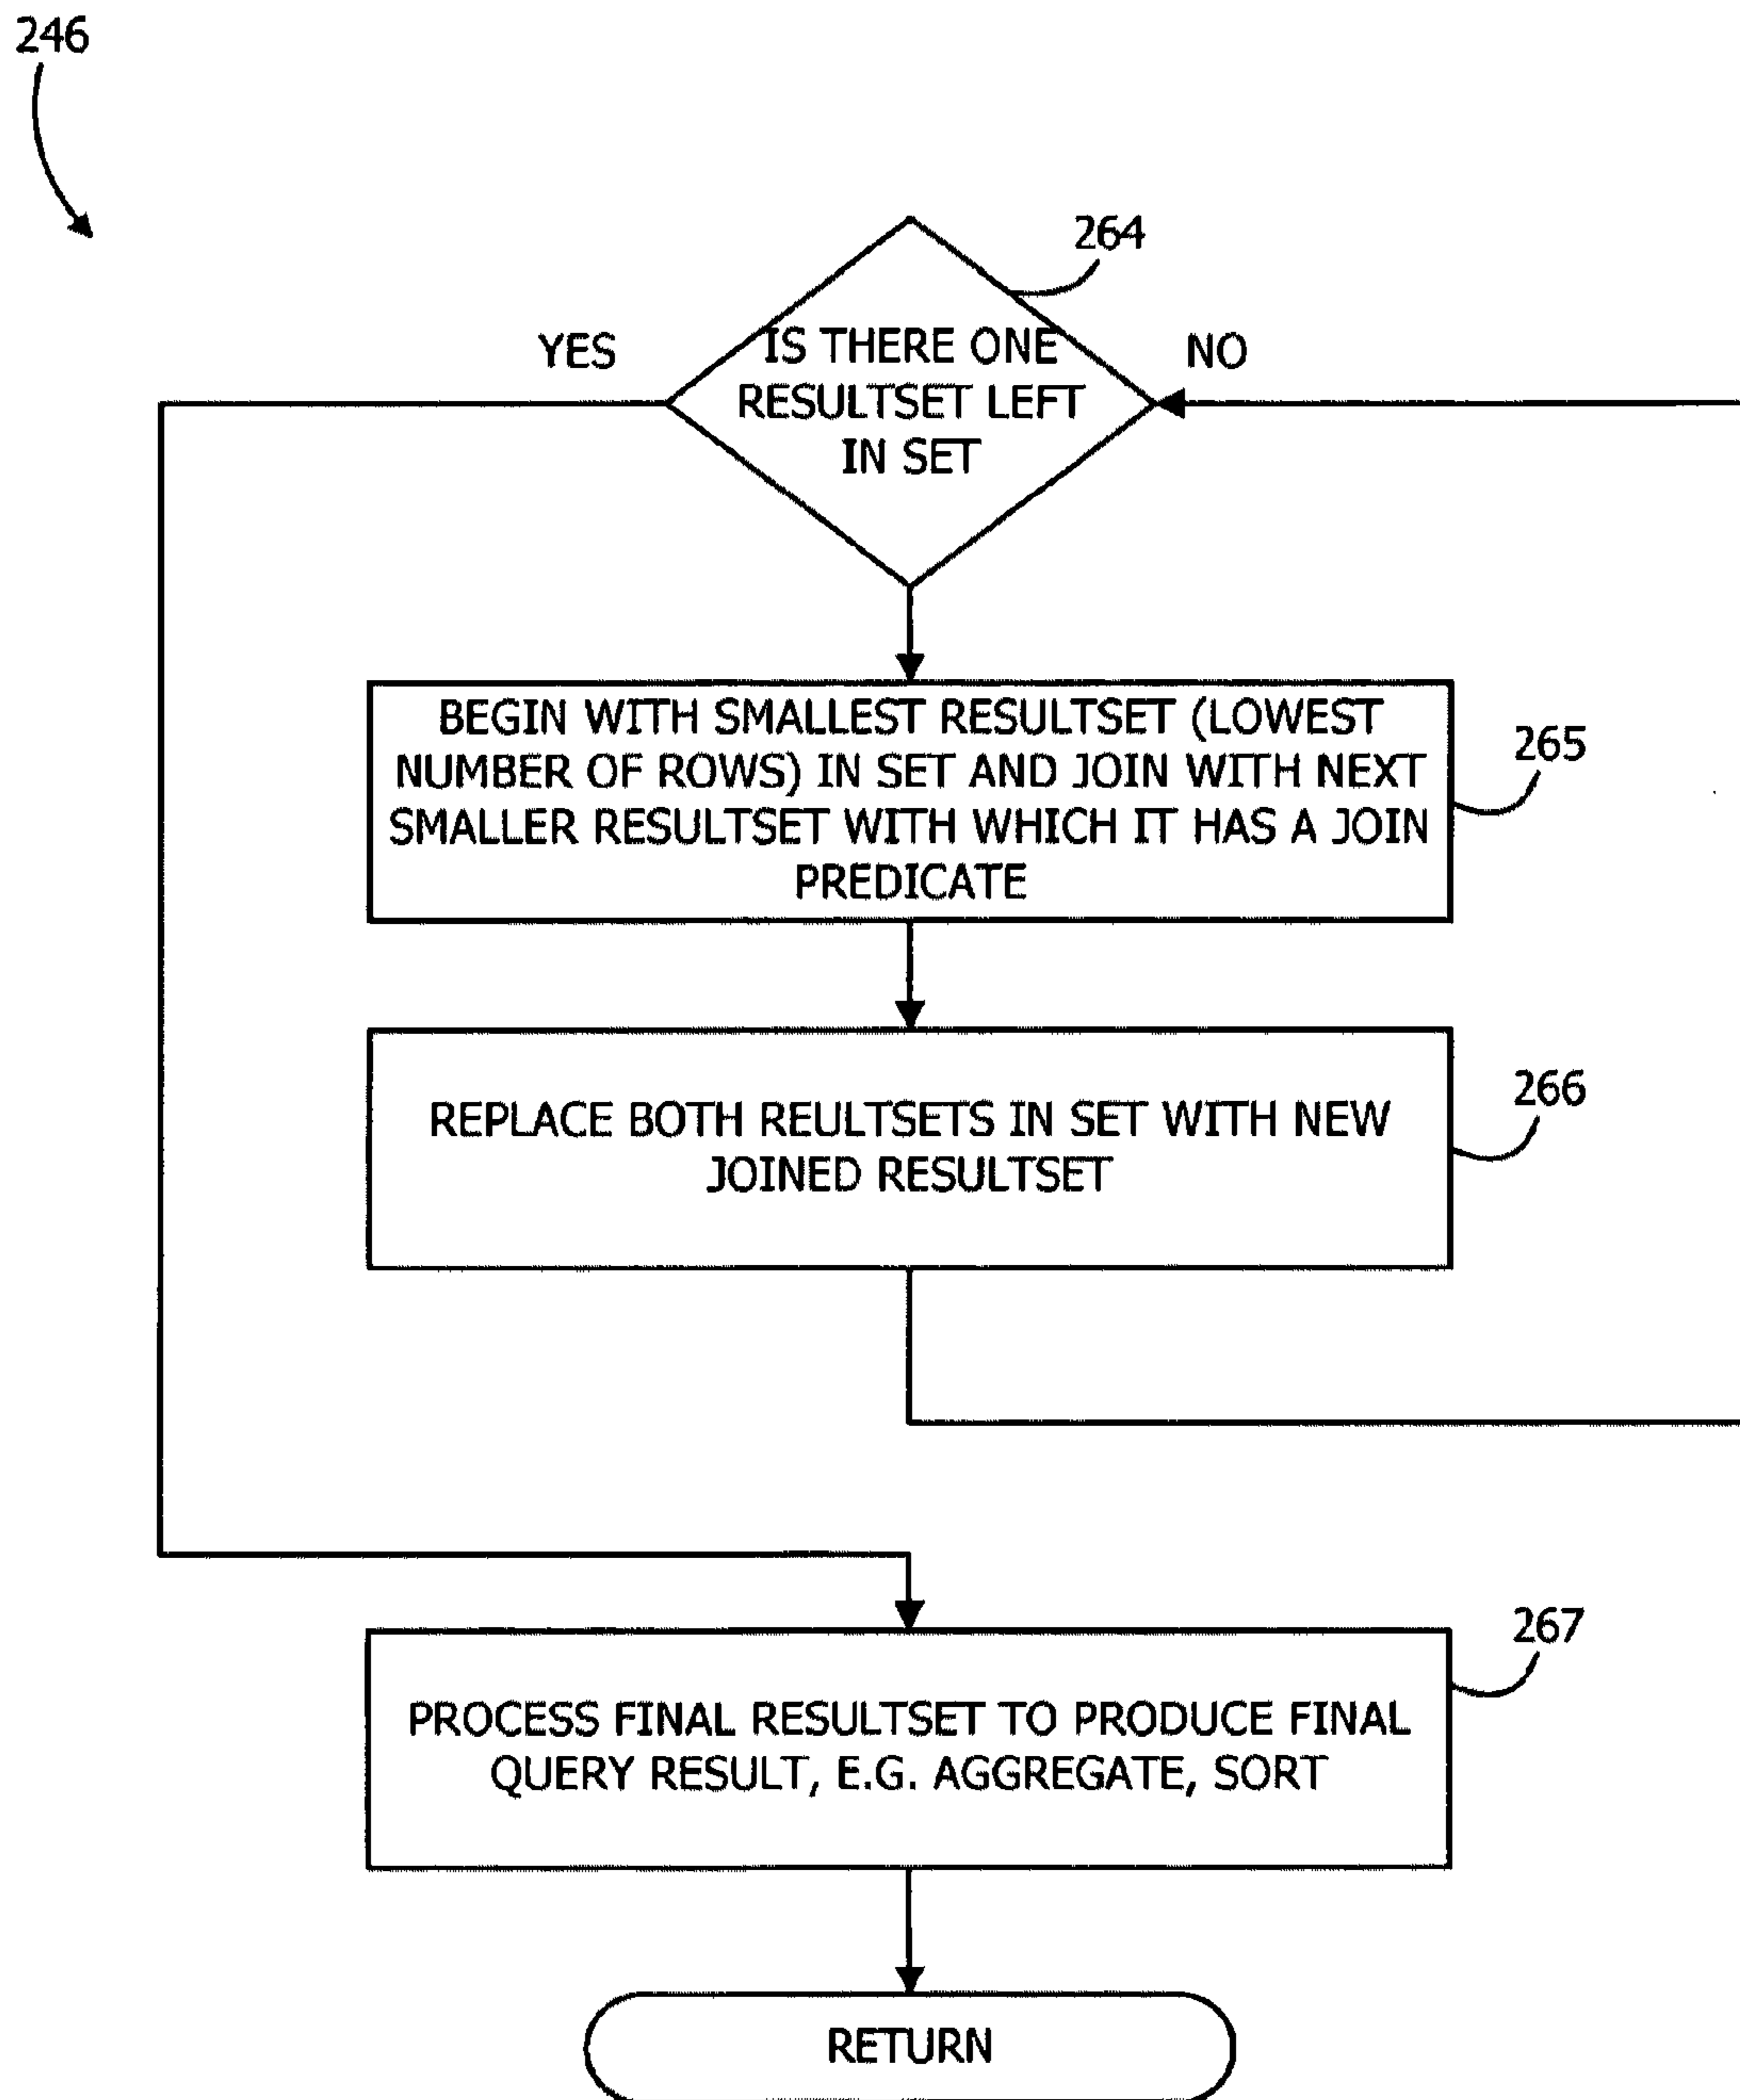 246
264
YES
NO
IS THERE ONE
RESULTSET LEFT
IN SET
BEGIN WITH SMALLEST RESULTSET (LOWEST
NUMBER OF ROWS) IN SET AND JOIN WITH NEXT
SMALLER RESULTSET WITH WHICH IT HAS A JOIN
PREDICATE
265
REPLACE BOTH REULTSETS IN SET WITH NEW
JOINED RESULTSET
266
PROCESS FINAL RESULTSET TO PRODUCE FINAL
QUERY RESULT, E.G. AGGREGATE, SORT
267
RETURN